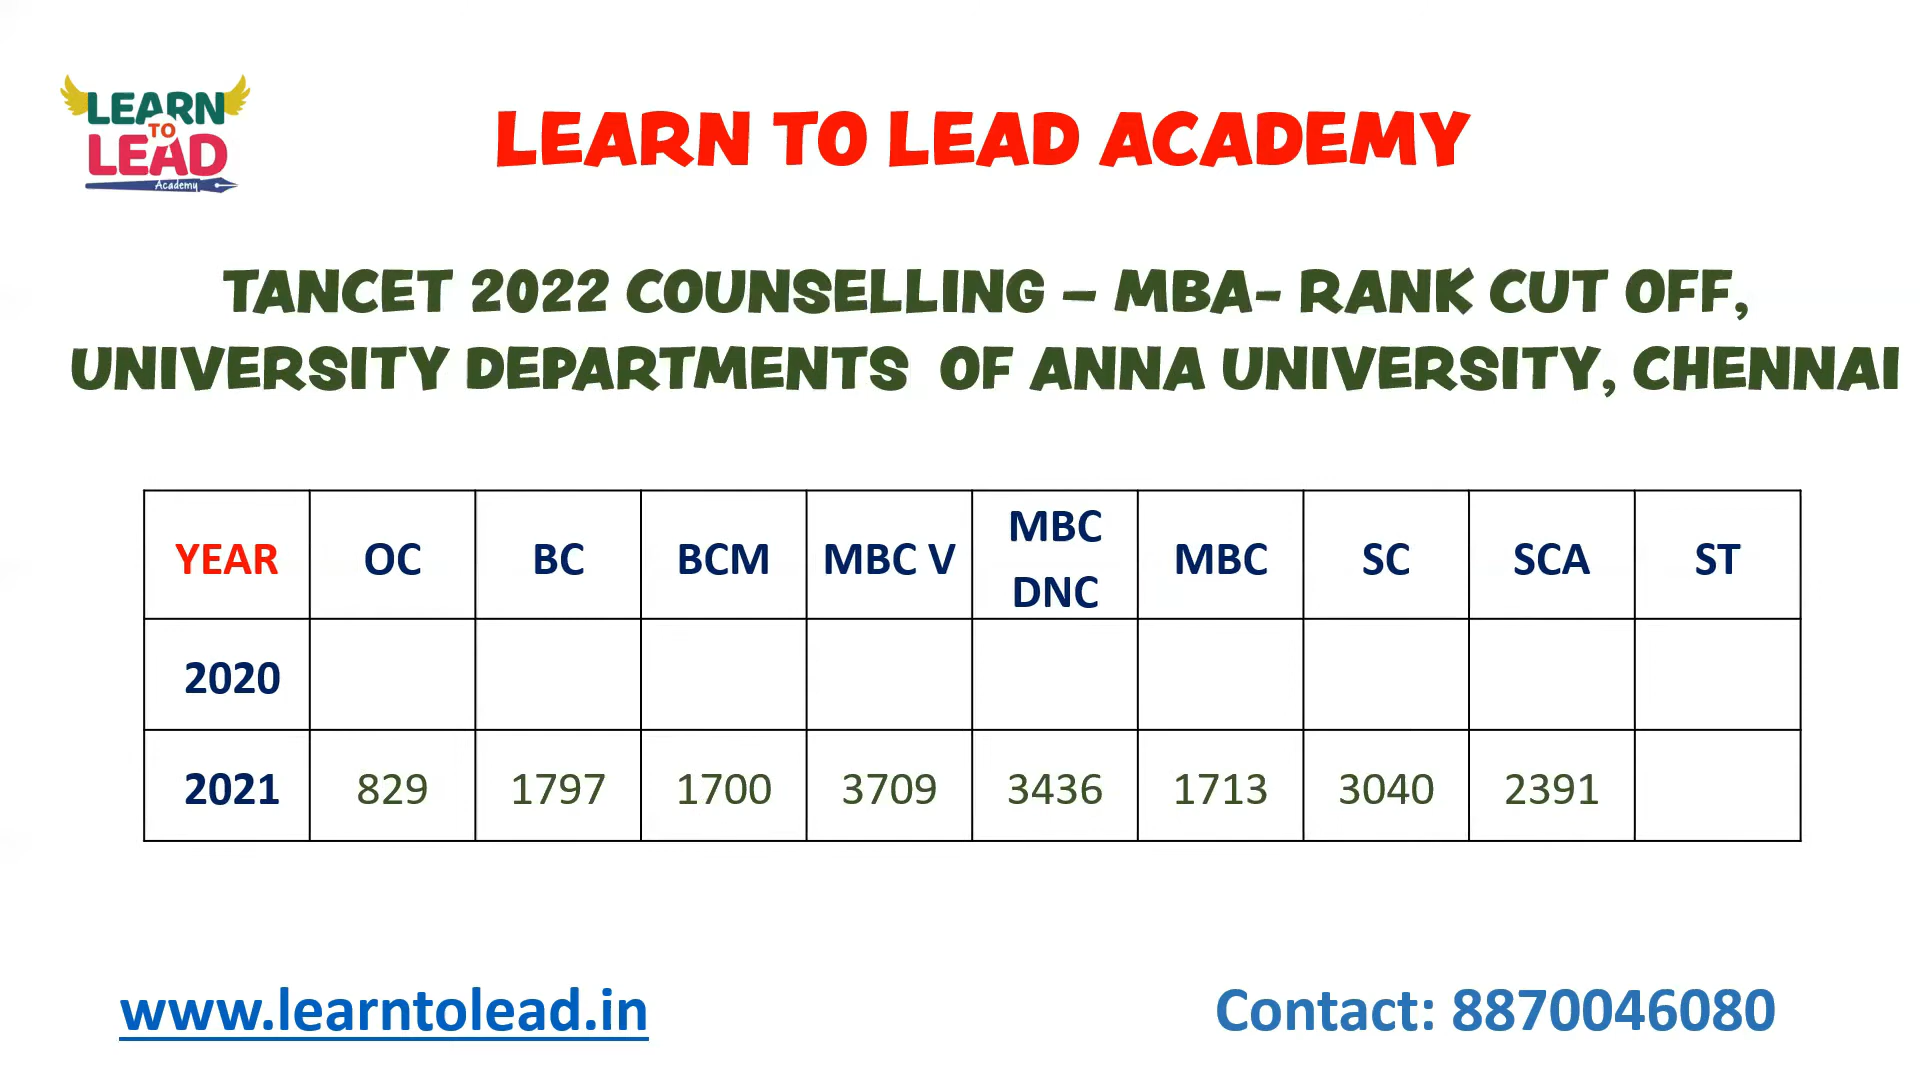 LEARN
TO
LEAD
Academy
LEARN TO LEAD ACADEMY
TANCET 2022 COUNSELLING – MBA- RANK CUT OFF,
UNIVERSITY DEPARTMENTS OF ANNA UNIVERSITY, CHENNAI
YEAR OC BC BCM MBC V MBC DNC MBC SC SCA ST
2020
2021 829 1797 1700 3709 3436 1713 3040 2391
www.learntolead.in Contact: 8870046080